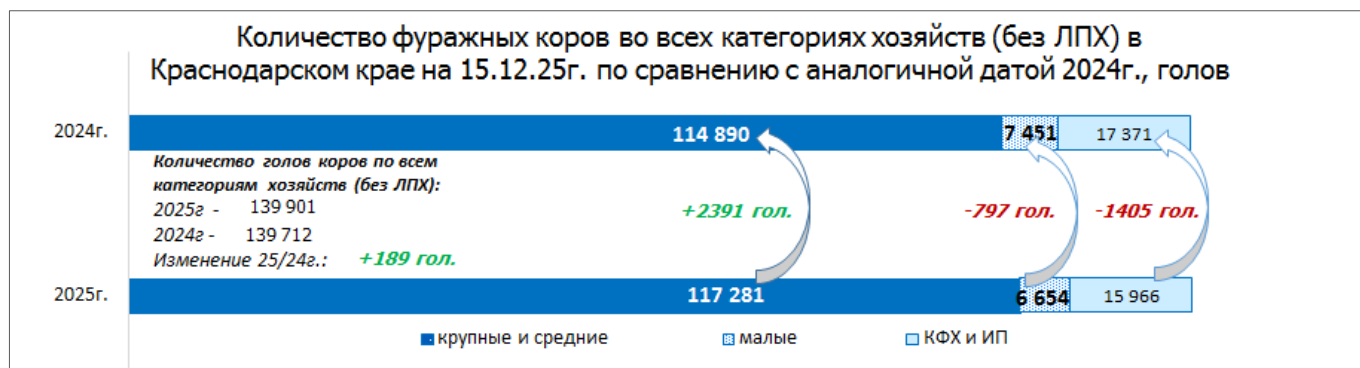 Количество фуражных коров во всех категориях хозяйств (без ЛПХ) в
Краснодарском крае на 15.12.25г. по сравнению с аналогичной датой 2024г., голов
2024г.
114 890
7 451
17 371
Количество голов коров по всем
категориям хозяйств (без ЛПХ):
2025г - 139 901
2024г - 139 712
Изменение 25/24г.: +189 гол.
+2391 гол.
-797 гол.
-1405 гол.
2025г.
117 281
6 654
15 966
крупные и средние
малые
КФХ и ИП